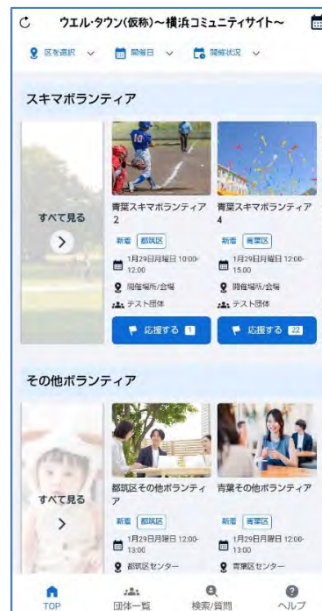 ウエル・タウン(仮称)～横浜コミュニティサイト～
区を選択
開催日
開催状況
スキマボランティア
すべて見る
青葉スキマボランティア
2
新着 都筑区
1月29日月曜日 10:00-
12:00
開催場所/会場
テスト団体
応援する 1
青葉スキマボランティア
4
新着 青葉区
1月29日月曜日 12:00-
15:00
開催場所/会場
テスト団体
応援する 22
その他ボランティア
すべて見る
都筑区その他ボランティ
ア
新着 都筑区
1月29日月曜日 12:00-
13:00
都筑区センター
青葉その他ボランティア
新着 青葉区
1月29日月曜日 12:00-
13:00
青葉区センター
TOP
団体一覧
検索/質問
ヘルプ